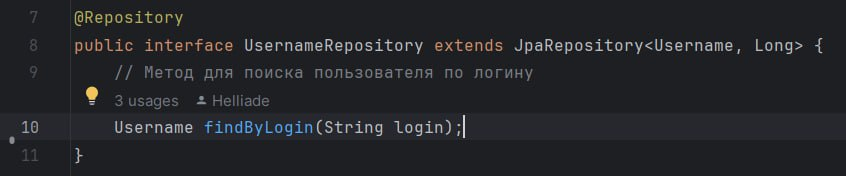 7 @Repository
8 public interface UsernameRepository extends JpaRepository<Username, Long> {
9 // Метод для поиска пользователя по логину
3 usages Helliade
10 Username findByLogin(String login);
11 }